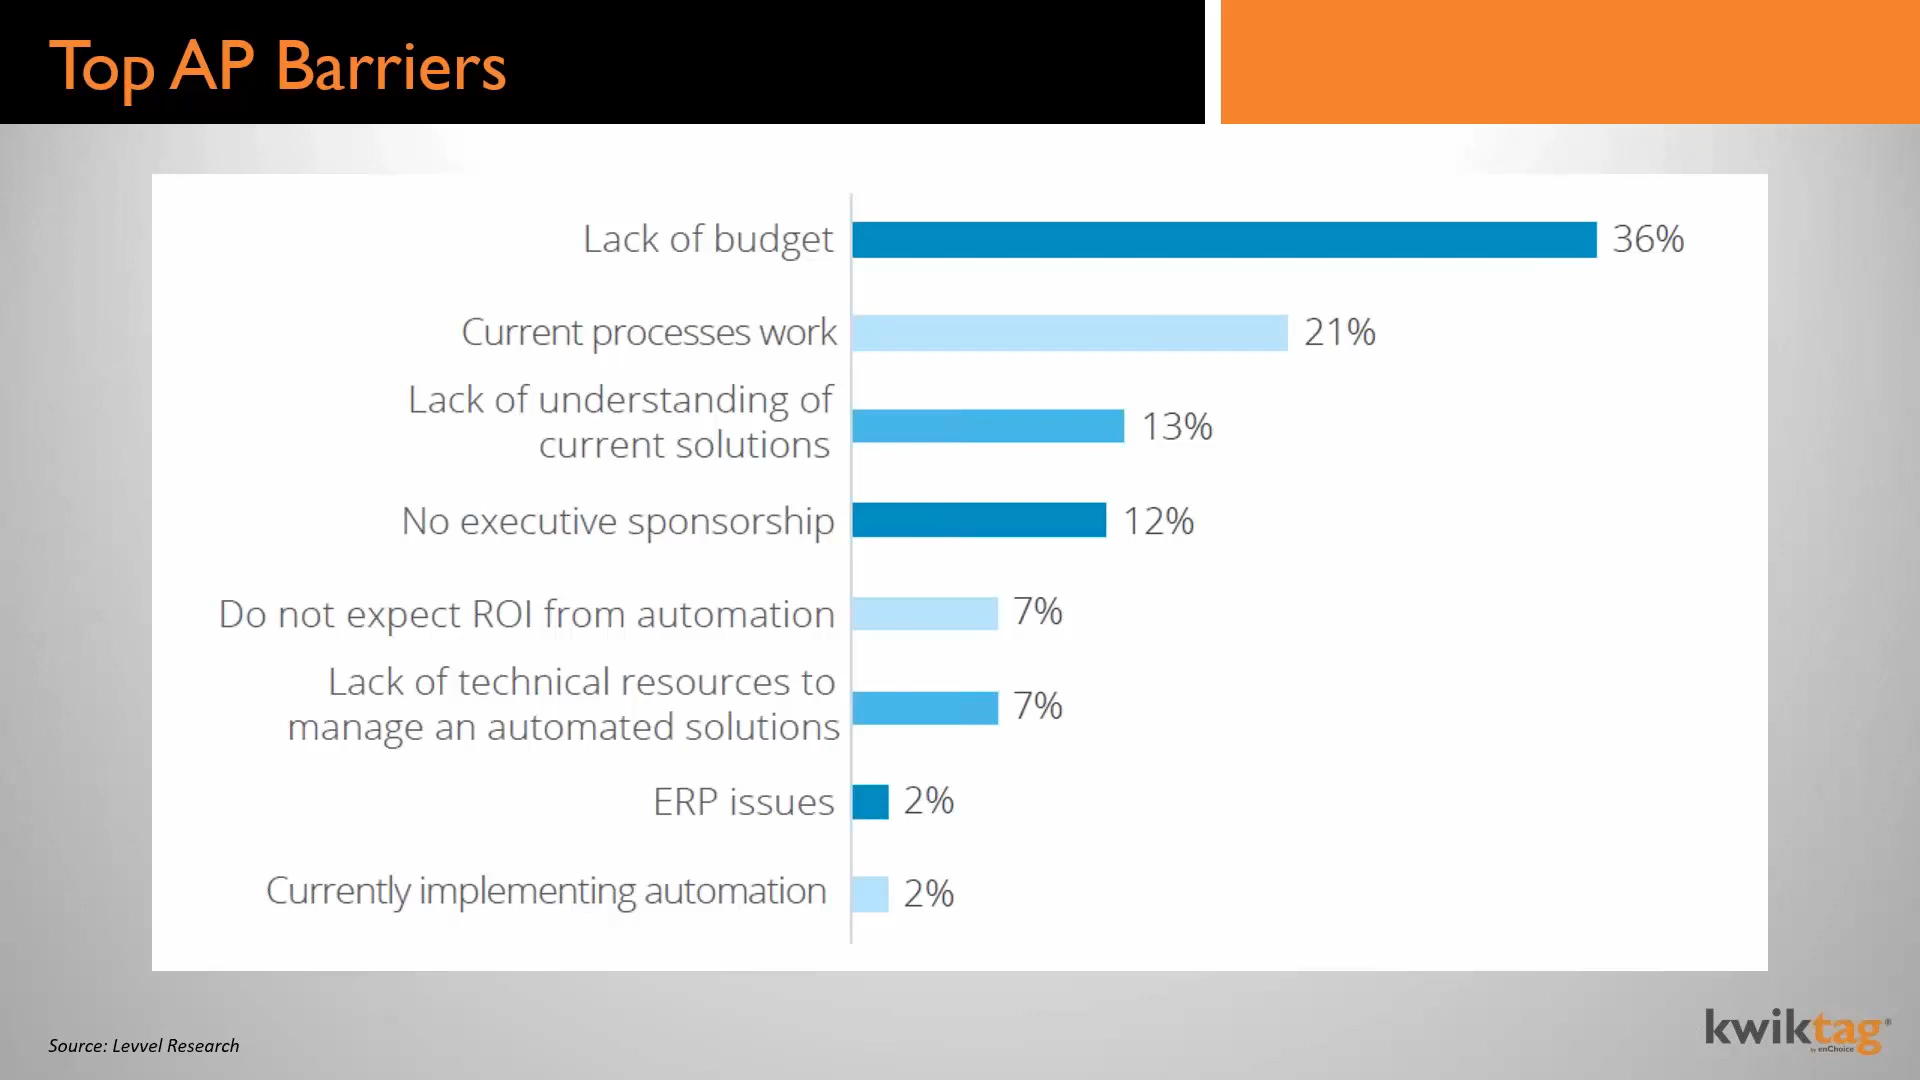 Top AP Barriers
Lack of budget 36%
Current processes work 21%
Lack of understanding of
current solutions
13%
No executive sponsorship 12%
Do not expect ROI from automation 7%
Lack of technical resources to
manage an automated solutions
7%
ERP issues 2%
Currently implementing automation 2%
Source: Levvel Research
kwiktag®
by enChoice